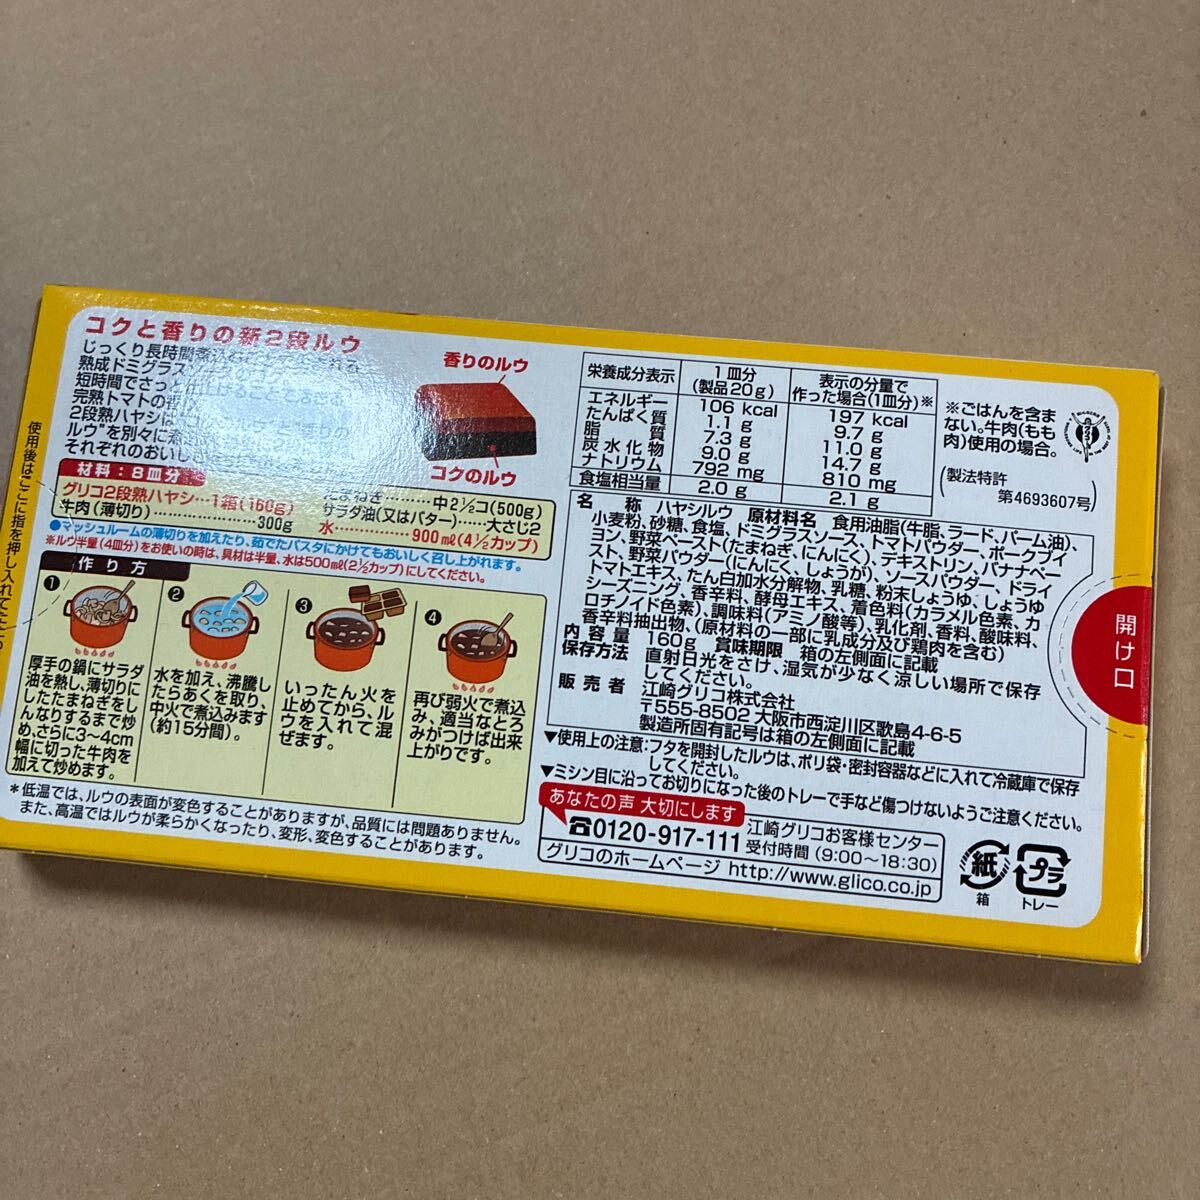 コクと香りの新2段ルウ
じっくり長時間煮込
熟成ドミグラス
短時間でさっと
完熟トマトの
2段熟ハヤシは
ルウ"を別々に煮
それぞれのおいし
香りのルウ
コクのルウ
材料：8皿分
グリコ2段熟ハヤシ…1箱(160g)
牛肉(薄切り)…………300g
たまねぎ………中2½コ(500g)
サラダ油(又はバター)……大さじ2
水………………900mℓ(4½カップ)
●マッシュルームの薄切りを加えたり、茹でたパスタにかけてもおいしく召し上がれます。
※ルウ半量(4皿分)をお使いの時は、具材は半量、水は500mℓ(2½カップ)にしてください。
作り方
❶
厚手の鍋にサラダ
油を熱し、薄切りに
したたまねぎをし
んなりするまで炒
め、さらに3〜4cm
幅に切った牛肉を
加えて炒めます。
❷
水を加え、沸騰し
たらあくを取り、
中火で煮込みます
(約15分間)。
❸
いったん火を
止めてから、ル
ウを入れて混
ぜます。
❹
再び弱火で煮込
み、適当なとろ
みがつけば出来
上がりです。
＊低温では、ルウの表面が変色することがありますが、品質には問題ありません。
また、高温ではルウが柔らかくなったり、変形、変色することがあります。
栄養成分表示 1皿分(製品20g) 表示の分量で作った場合(1皿分)※
エネルギー 106 kcal 197 kcal
たんぱく質 1.1 g 9.7 g
脂質 7.3 g 11.0 g
炭水化物 9.0 g 14.7 g
ナトリウム 792 mg 810 mg
食塩相当量 2.0 g 2.1 g
※ごはんを含ま
ない。牛肉(もも
肉)使用の場合。
(製法特許
第4693607号)
名称 ハヤシルウ 原材料名 食用油脂(牛脂、ラード、パーム油)、
小麦粉、砂糖、食塩、ドミグラスソース、トマトパウダー、ポークブイ
ヨン、野菜ペースト(たまねぎ、にんにく)、デキストリン、バナナペー
スト、野菜パウダー(にんにく、しょうが)、ソースパウダー、ドライ
トマトエキス、たん白加水分解物、乳糖、粉末しょうゆ、しょうゆ
シーズニング、香辛料、酵母エキス、着色料(カラメル色素、カ
ロチノイド色素)、調味料(アミノ酸等)、乳化剤、香料、酸味料、
香辛料抽出物、(原材料の一部に乳成分及び鶏肉を含む)
内容量 160g 賞味期限 箱の左側面に記載
保存方法 直射日光をさけ、湿気が少なく涼しい場所で保存
してください。
販売者 江崎グリコ株式会社
〒555-8502 大阪市西淀川区歌島4-6-5
製造所固有記号は箱の左側面に記載
▼使用上の注意：フタを開封したルウは、ポリ袋・密封容器などに入れて冷蔵庫で保存
してください。
▼ミシン目に沿ってお切りになった後のトレーで手など傷つけないようご注意ください。
あなたの声 大切にします
☎0120-917-111 江崎グリコお客様センター
受付時間(9:00〜18:30)
グリコのホームページ http://www.glico.co.jp
紙
箱
プラ
トレー
開け口
使用後はここに指を押し入れて